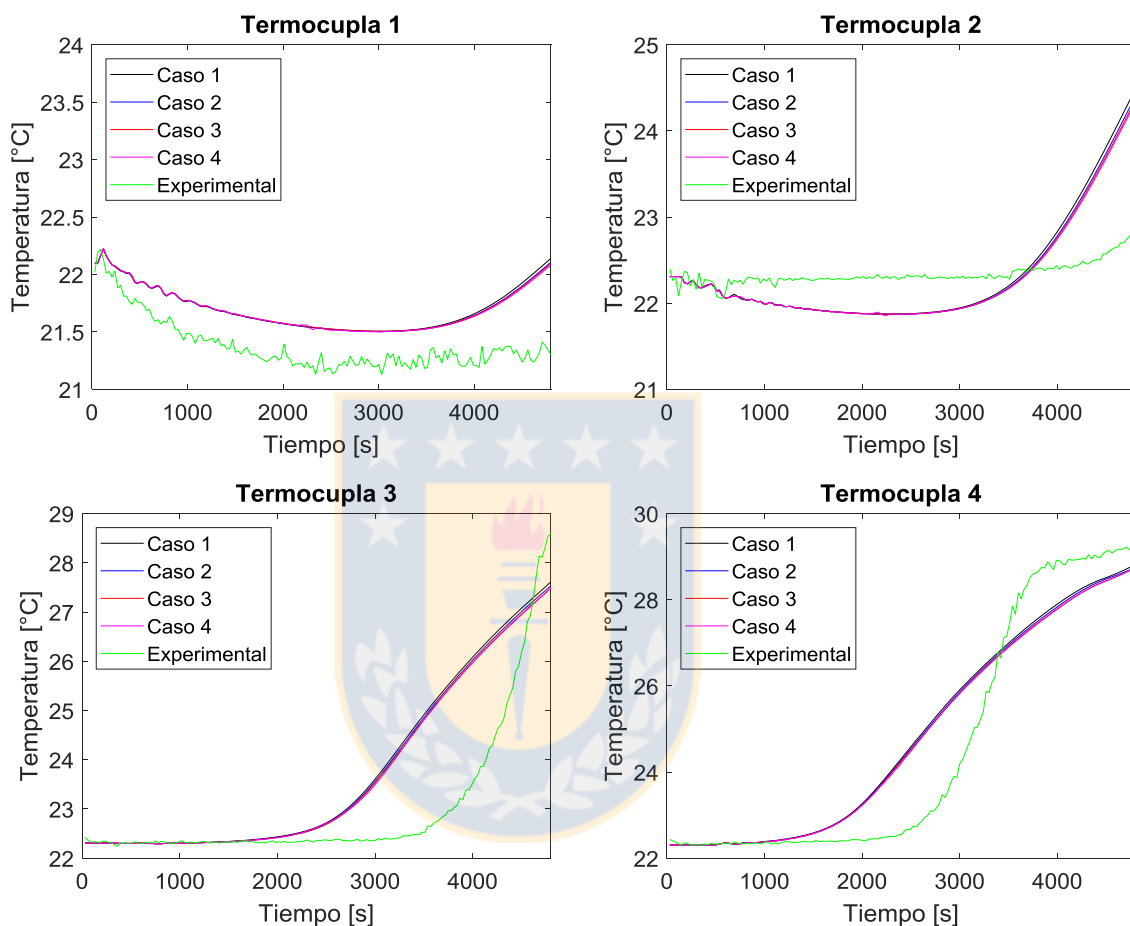 Termocupla 1
24
23.5
23
22.5
22
21.5
21
Temperatura [°C]
Caso 1
Caso 2
Caso 3
Caso 4
Experimental
0
1000
2000
3000
4000
Tiempo [s]
Termocupla 2
25
24
23
22
21
Temperatura [°C]
Caso 1
Caso 2
Caso 3
Caso 4
Experimental
0
1000
2000
3000
4000
Tiempo [s]
Termocupla 3
29
28
27
26
25
24
23
22
Temperatura [°C]
Caso 1
Caso 2
Caso 3
Caso 4
Experimental
0
1000
2000
3000
4000
Tiempo [s]
Termocupla 4
30
28
26
24
22
Temperatura [°C]
Caso 1
Caso 2
Caso 3
Caso 4
Experimental
0
1000
2000
3000
4000
Tiempo [s]